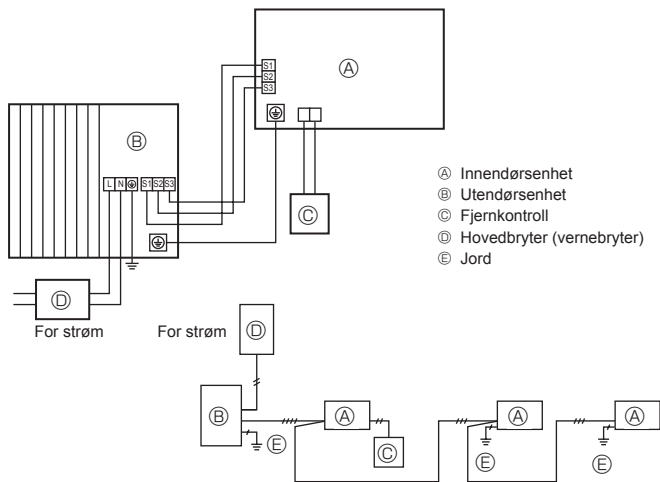 Ⓐ
S1
S2
S3
Ⓑ
L N S1 S2 S3
Ⓒ
Ⓐ Innendørsenhet
Ⓑ Utendørsenhet
Ⓒ Fjernkontroll
Ⓓ Hovedbryter (vernebryter)
Ⓔ Jord
Ⓓ
For strøm
For strøm
Ⓓ
Ⓑ
Ⓐ
Ⓐ
Ⓐ
Ⓔ
Ⓒ
Ⓔ
Ⓔ